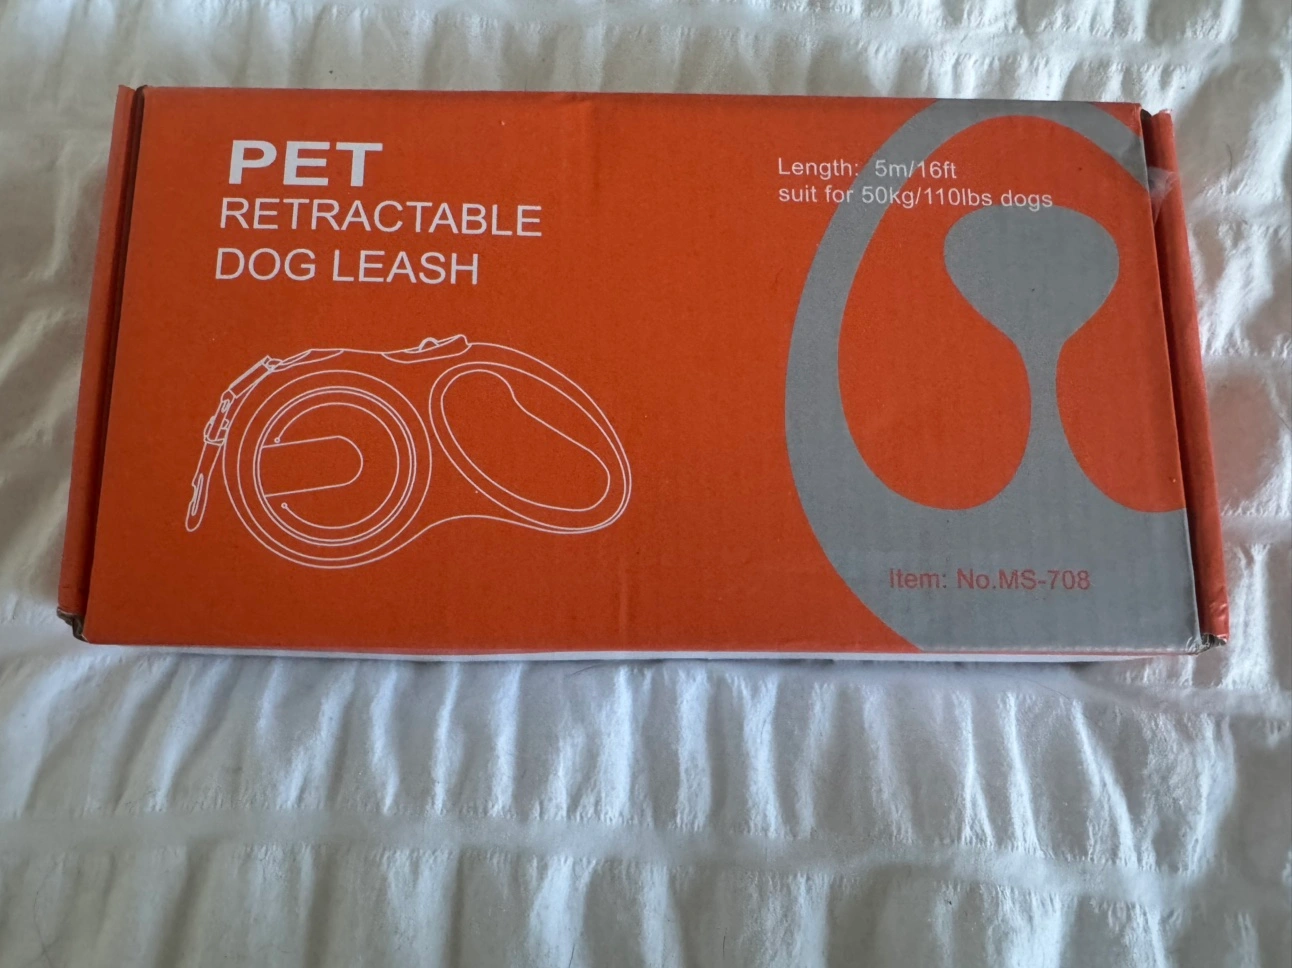 PET
RETRACTABLE
DOG LEASH
Length: 5m/16ft
suit for 50kg/110lbs dogs
Item: No.MS-708